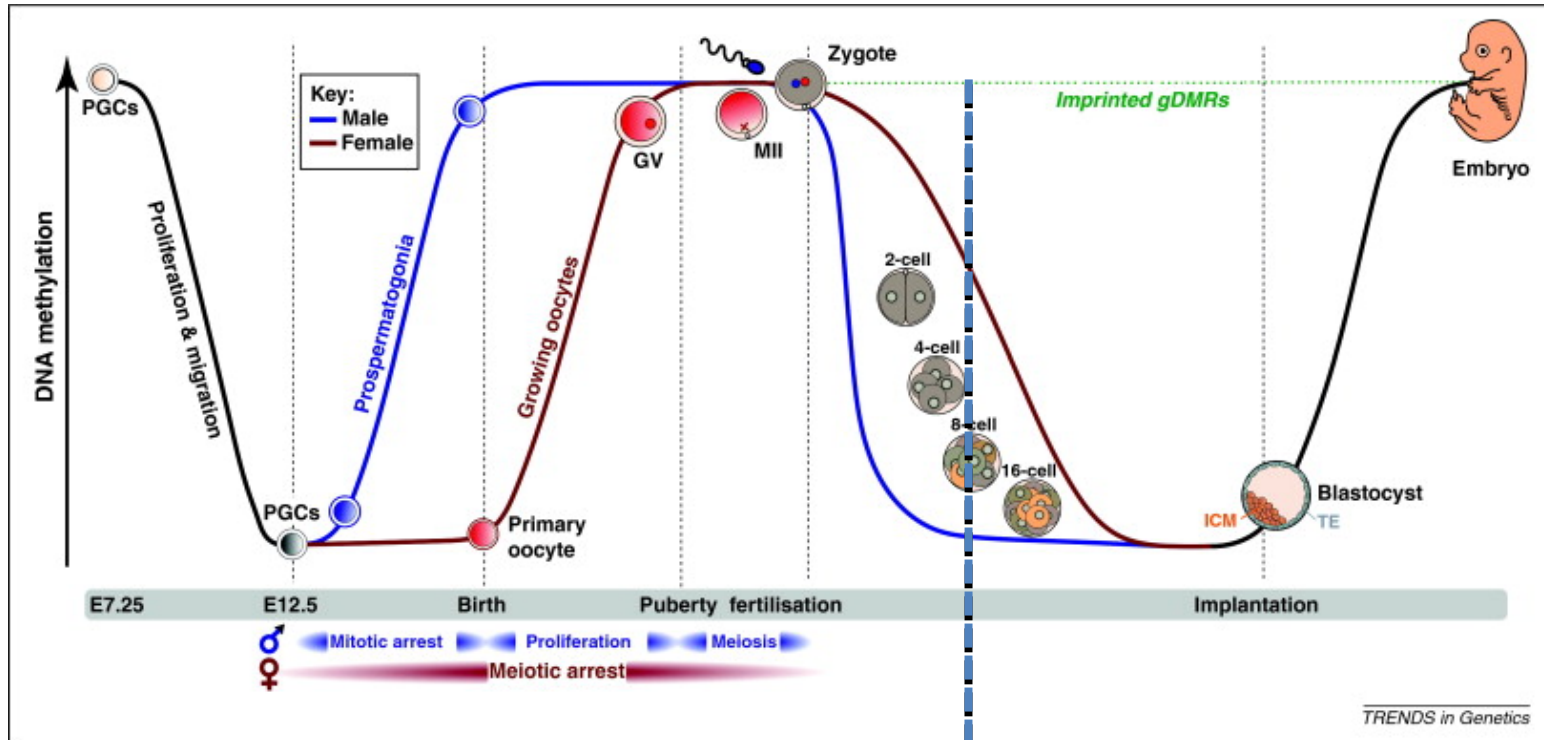 Zygote
PGCs
Key:
Male
Female
Imprinted gDMRs
GV
MII
Embryo
DNA methylation
Proliferation & migration
Prospermatogonia
Growing oocytes
2-cell
4-cell
8-cell
16-cell
PGCs
Primary
oocyte
Blastocyst
ICM
TE
E7.25 E12.5 Birth Puberty fertilisation Implantation
♂ Mitotic arrest Proliferation Meiosis
♀ Meiotic arrest
TRENDS in Genetics